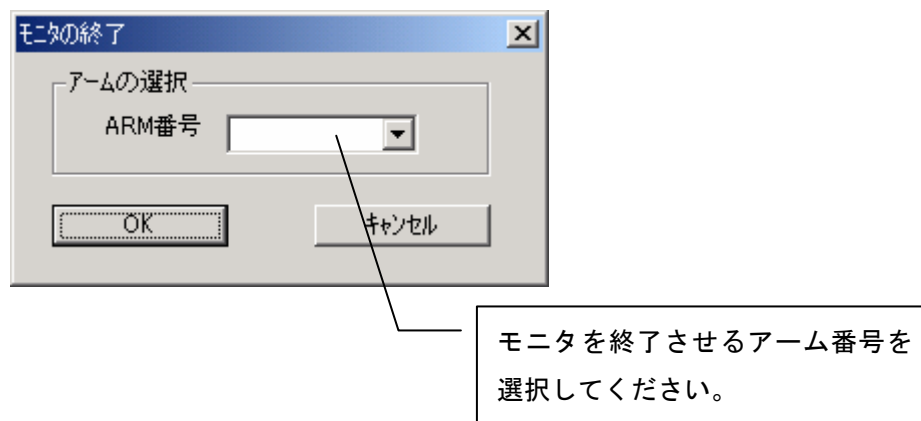 モニタの終了
アームの選択
ARM番号
OK
キャンセル
モニタを終了させるアーム番号を
選択してください。